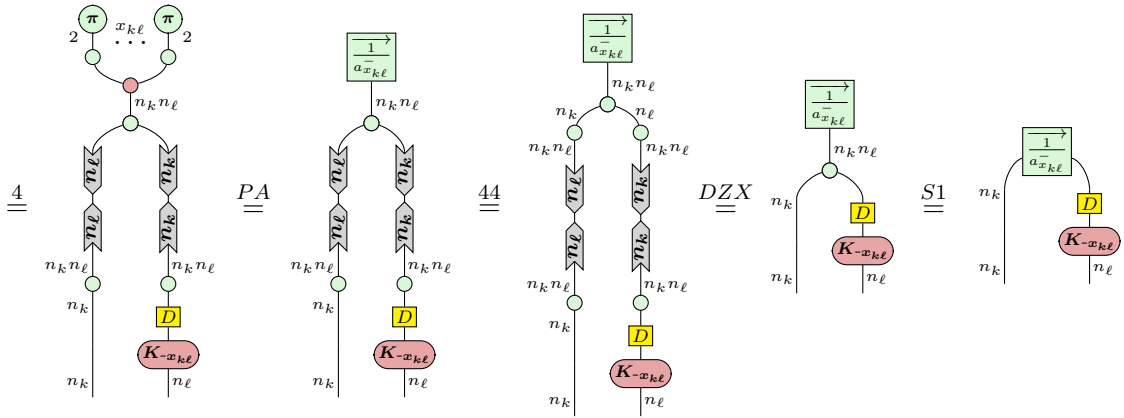 π x_{kℓ} π
2 ··· 2
n_k n_ℓ
n_ℓ n_k
n_ℓ n_k
n_k n_ℓ n_k n_ℓ
n_k
D
K_{-x_{kℓ}}
n_k n_ℓ
4
=
1
a^-_{x_{kℓ}}
n_k n_ℓ
n_ℓ n_k
n_ℓ n_k
n_k n_ℓ n_k n_ℓ
n_k
D
K_{-x_{kℓ}}
n_k n_ℓ
PA
=
1
a^-_{x_{kℓ}}
n_k n_ℓ
n_k n_ℓ
n_k n_ℓ n_k n_ℓ
n_ℓ n_k
n_ℓ n_k
n_k n_ℓ n_k n_ℓ
n_k
D
K_{-x_{kℓ}}
n_k n_ℓ
44
=
1
a^-_{x_{kℓ}}
n_k n_ℓ
n_k
D
K_{-x_{kℓ}}
n_k n_ℓ
DZX
=
1
a^-_{x_{kℓ}}
n_k
D
K_{-x_{kℓ}}
n_k n_ℓ
S1
=